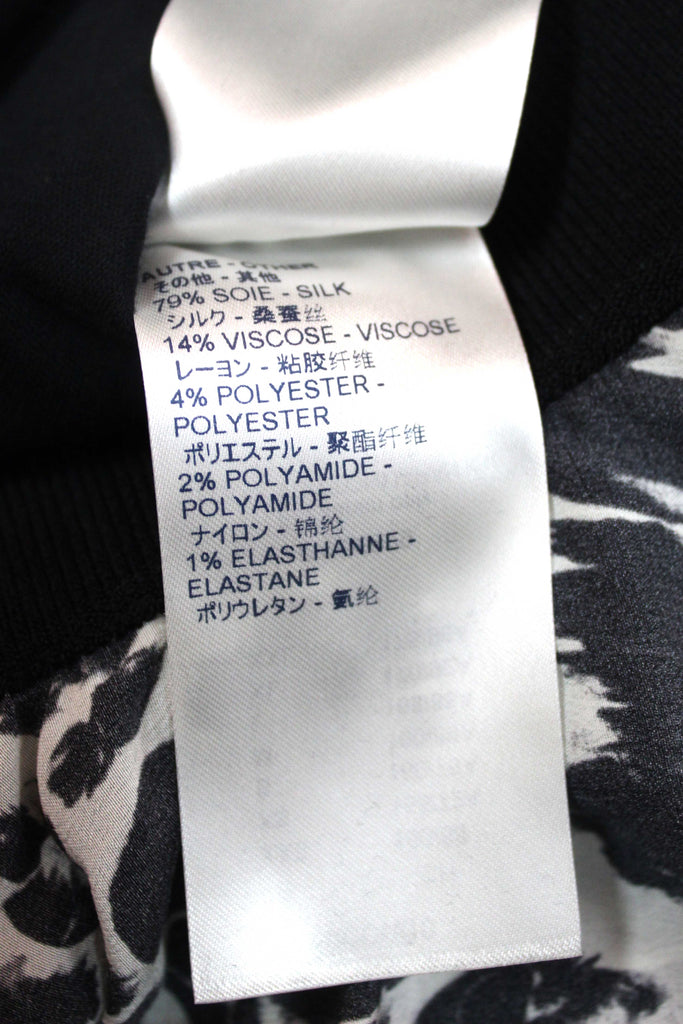 AUTRE - OTHER
その他 - 其他
79% SOIE - SILK
シルク - 桑蚕丝
14% VISCOSE - VISCOSE
レーヨン - 粘胶纤维
4% POLYESTER -
POLYESTER
ポリエステル - 聚酯纤维
2% POLYAMIDE -
POLYAMIDE
ナイロン - 锦纶
1% ELASTHANNE -
ELASTANE
ポリウレタン - 氨纶